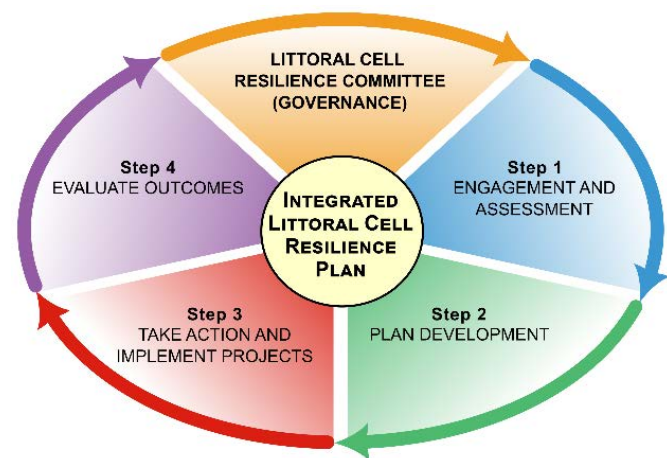 LITTORAL CELL
RESILIENCE COMMITTEE
(GOVERNANCE)
Step 1
ENGAGEMENT AND
ASSESSMENT
Step 2
PLAN DEVELOPMENT
Step 3
TAKE ACTION AND
IMPLEMENT PROJECTS
Step 4
EVALUATE OUTCOMES
INTEGRATED
LITTORAL CELL
RESILIENCE
PLAN